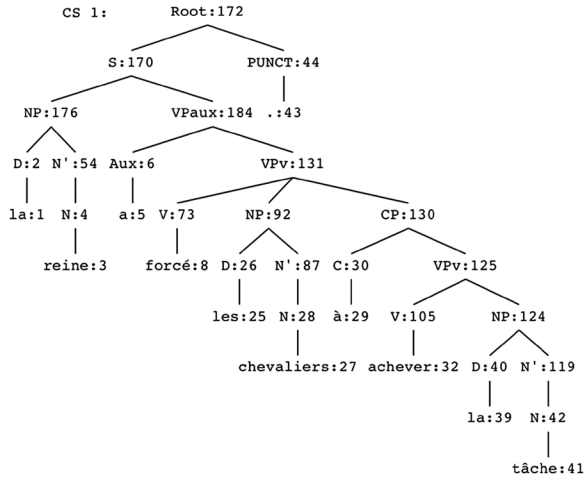 CS 1: Root:172
S:170 PUNCT:44
NP:176 VPaux:184 .:43
D:2 N':54 Aux:6 VPv:131
la:1 N:4 a:5 V:73 NP:92 CP:130
reine:3 forcé:8 D:26 N':87 C:30 VPv:125
les:25 N:28 à:29 V:105 NP:124
chevaliers:27 achever:32 D:40 N':119
la:39 N:42
tâche:41